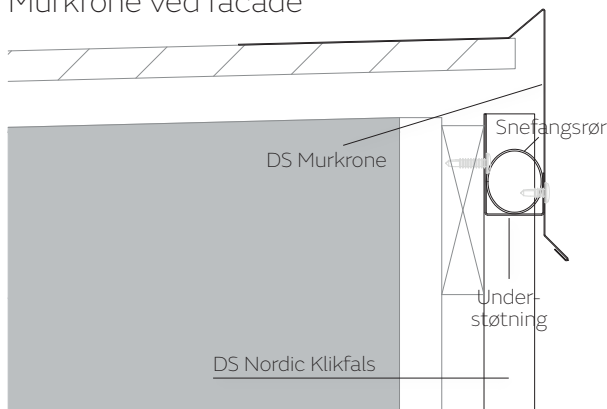 Murkrone ved facade
Snefangsrør
DS Murkrone
Under-
støtning
DS Nordic Klikfals